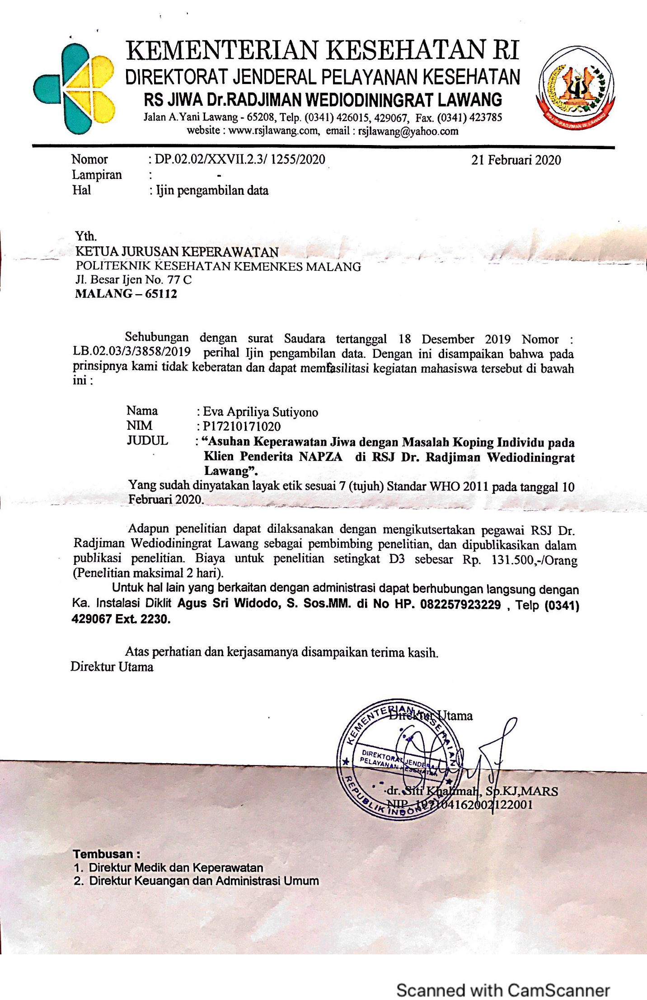 KEMENTERIAN KESEHATAN RI
DIREKTORAT JENDERAL PELAYANAN KESEHATAN
RS JIWA Dr.RADJIMAN WEDIODININGRAT LAWANG
Jalan A.Yani Lawang - 65208, Telp. (0341) 426015, 429067, Fax. (0341) 423785
website : www.rsjlawang.com, email : rsjlawang@yahoo.com
RSJ Dr.RADJIMAN W. LAWANG
Nomor : DP.02.02/XXVII.2.3/ 1255/2020 21 Februari 2020
Lampiran : -
Hal : Ijin pengambilan data
Yth.
KETUA JURUSAN KEPERAWATAN
POLITEKNIK KESEHATAN KEMENKES MALANG
Jl. Besar Ijen No. 77 C
MALANG – 65112
Sehubungan dengan surat Saudara tertanggal 18 Desember 2019 Nomor :
LB.02.03/3/3858/2019 perihal Ijin pengambilan data. Dengan ini disampaikan bahwa pada
prinsipnya kami tidak keberatan dan dapat memfasilitasi kegiatan mahasiswa tersebut di bawah
ini :
Nama : Eva Apriliya Sutiyono
NIM : P17210171020
JUDUL : “Asuhan Keperawatan Jiwa dengan Masalah Koping Individu pada
Klien Penderita NAPZA di RSJ Dr. Radjiman Wediodiningrat
Lawang”.
Yang sudah dinyatakan layak etik sesuai 7 (tujuh) Standar WHO 2011 pada tanggal 10
Februari 2020.
Adapun penelitian dapat dilaksanakan dengan mengikutsertakan pegawai RSJ Dr.
Radjiman Wediodiningrat Lawang sebagai pembimbing penelitian, dan dipublikasikan dalam
publikasi penelitian. Biaya untuk penelitian setingkat D3 sebesar Rp. 131.500,-/Orang
(Penelitian maksimal 2 hari).
Untuk hal lain yang berkaitan dengan administrasi dapat berhubungan langsung dengan
Ka. Instalasi Diklit Agus Sri Widodo, S. Sos.MM. di No HP. 082257923229 , Telp (0341)
429067 Ext. 2230.
Atas perhatian dan kerjasamanya disampaikan terima kasih.
Direktur Utama
Direktur Utama
KEMENTERIAN KESEHATAN
DIREKTORAT JENDERAL
PELAYANAN KESEHATAN
REPUBLIK INDONESIA
dr. Siti Khalimah, Sp.KJ,MARS
NIP. 197104162002122001
Tembusan :
1. Direktur Medik dan Keperawatan
2. Direktur Keuangan dan Administrasi Umum
Scanned with CamScanner